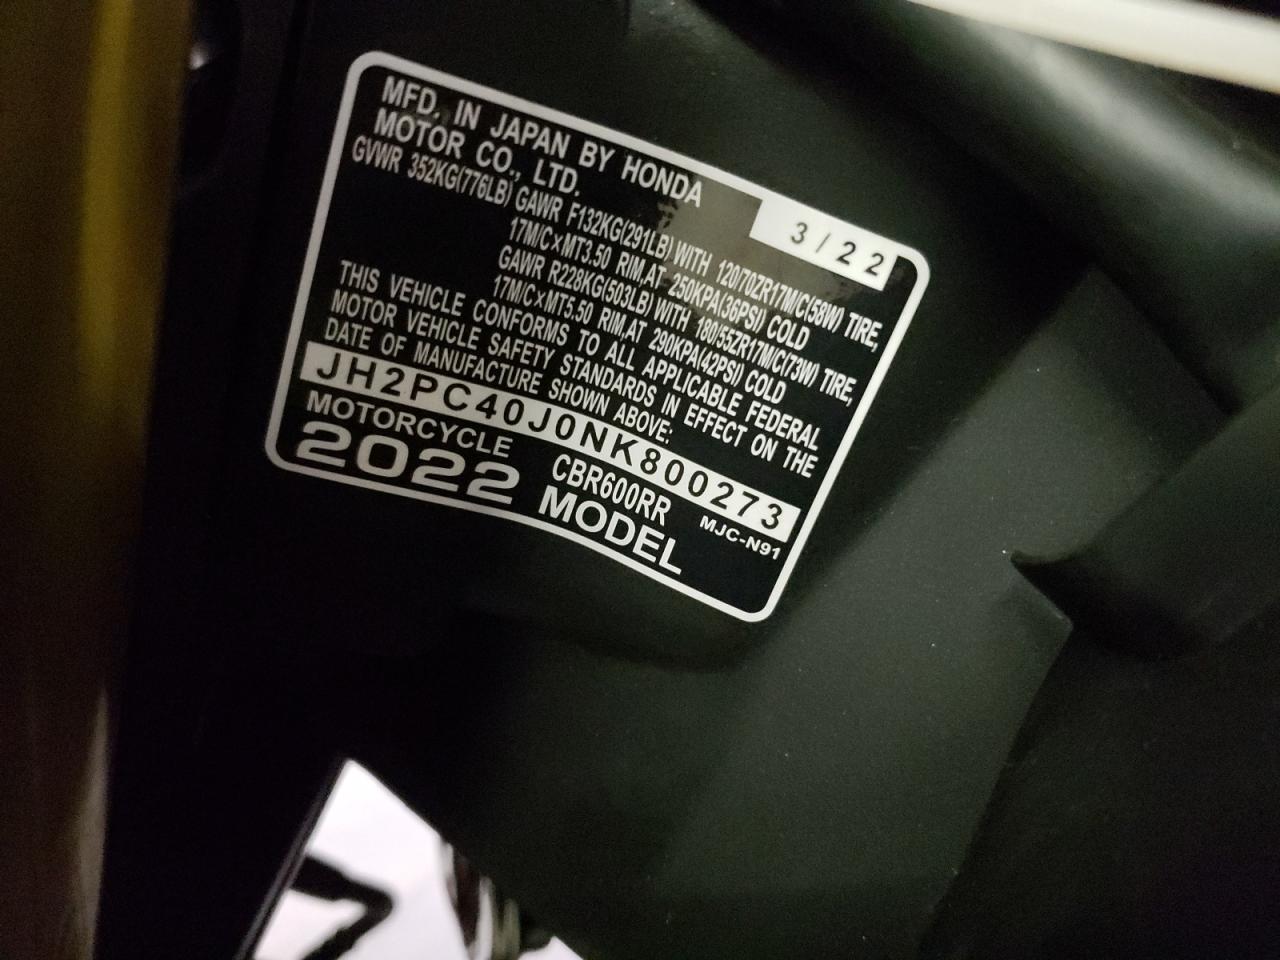 MFD. IN JAPAN BY HONDA
MOTOR CO., LTD.
3/22
GVWR 352KG(776LB) GAWR F132KG(291LB) WITH 120/70ZR17M/C(58W) TIRE,
17M/C×MT3.50 RIM,AT 250KPA(36PSI) COLD
GAWR R228KG(503LB) WITH 180/55ZR17M/C(73W) TIRE,
17M/C×MT5.50 RIM,AT 290KPA(42PSI) COLD
THIS VEHICLE CONFORMS TO ALL APPLICABLE FEDERAL
MOTOR VEHICLE SAFETY STANDARDS IN EFFECT ON THE
DATE OF MANUFACTURE SHOWN ABOVE:
JH2PC40J0NK800273
MOTORCYCLE CBR600RR MJC-N91
2022 MODEL